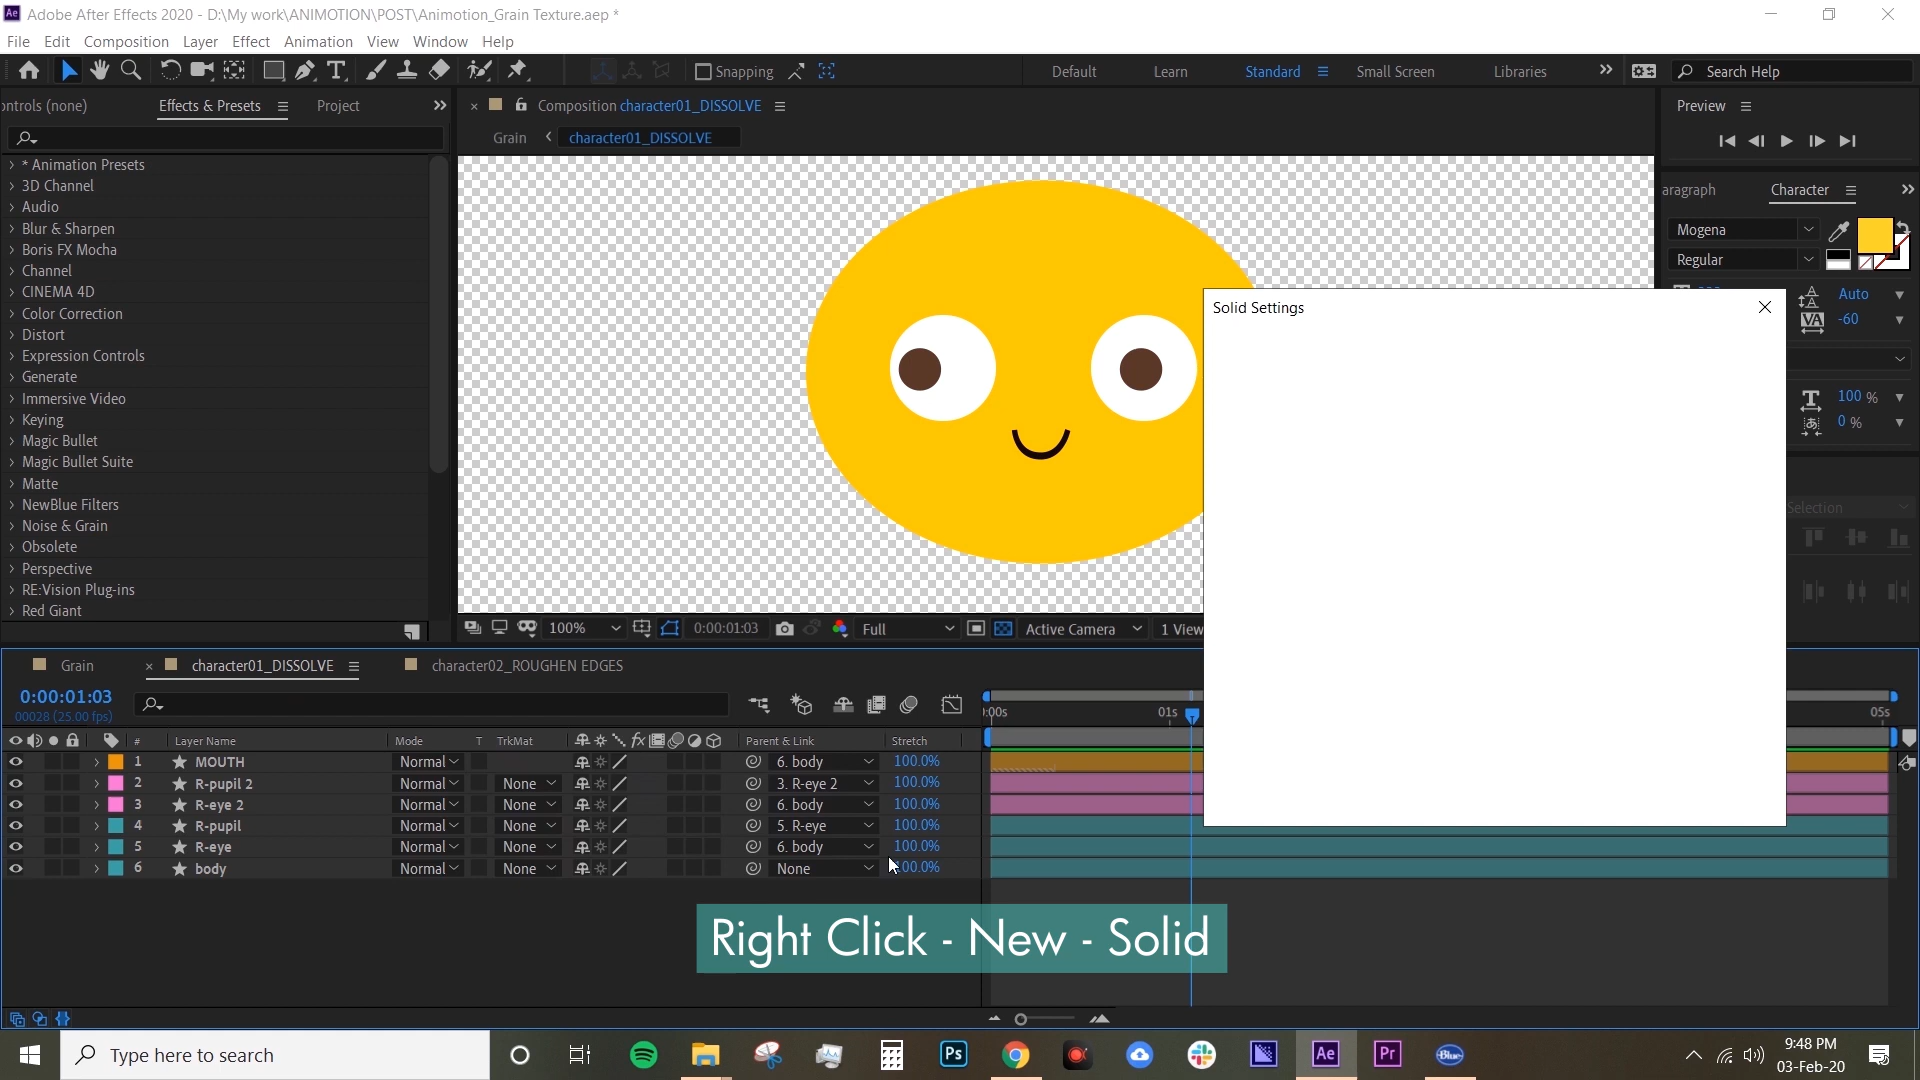 Adobe After Effects 2020 - D:\My work\ANIMOTION\POST\Animotion_Grain Texture.aep *
File Edit Composition Layer Effect Animation View Window Help
Snapping Default Learn Standard Small Screen Libraries Search Help
ontrols (none) Effects & Presets Project
Composition character01_DISSOLVE
Grain character01_DISSOLVE
Preview
* Animation Presets
3D Channel
Audio
Blur & Sharpen
Boris FX Mocha
Channel
CINEMA 4D
Color Correction
Distort
Expression Controls
Generate
Immersive Video
Keying
Magic Bullet
Magic Bullet Suite
Matte
NewBlue Filters
Noise & Grain
Obsolete
Perspective
RE:Vision Plug-ins
Red Giant
aragraph Character
Mogena
Regular
Auto
-60
100 %
0 %
Selection
Solid Settings
100% 0:00:01:03 Full Active Camera 1 View
Grain character01_DISSOLVE character02_ROUGHEN EDGES
0:00:01:03
00028 (25.00 fps)
):00s 01s 05s
# Layer Name Mode T TrkMat Parent & Link Stretch
1 MOUTH Normal 6. body 100.0%
2 R-pupil 2 Normal None 3. R-eye 2 100.0%
3 R-eye 2 Normal None 6. body 100.0%
4 R-pupil Normal None 5. R-eye 100.0%
5 R-eye Normal None 6. body 100.0%
6 body Normal None None 100.0%
Right Click - New - Solid
Type here to search
Ps
Ae
Pr
Blue
9:48 PM
03-Feb-20